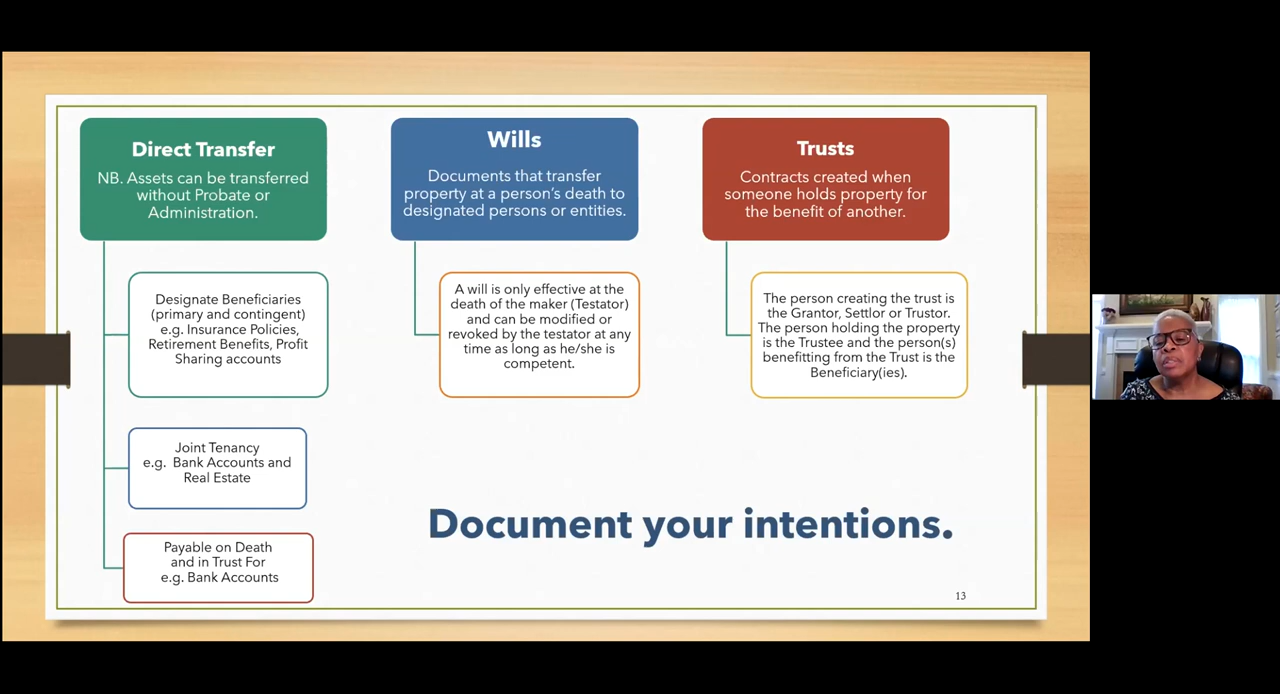 Direct Transfer
NB. Assets can be transferred
without Probate or
Administration.
Designate Beneficiaries
(primary and contingent)
e.g. Insurance Policies,
Retirement Benefits, Profit
Sharing accounts
Joint Tenancy
e.g. Bank Accounts and
Real Estate
Payable on Death
and in Trust For
e.g. Bank Accounts
Wills
Documents that transfer
property at a person's death to
designated persons or entities.
A will is only effective at the
death of the maker (Testator)
and can be modified or
revoked by the testator at any
time as long as he/she is
competent.
Trusts
Contracts created when
someone holds property for
the benefit of another.
The person creating the trust is
the Grantor, Settlor or Trustor.
The person holding the property
is the Trustee and the person(s)
benefitting from the Trust is the
Beneficiary(ies).
Document your intentions.
13